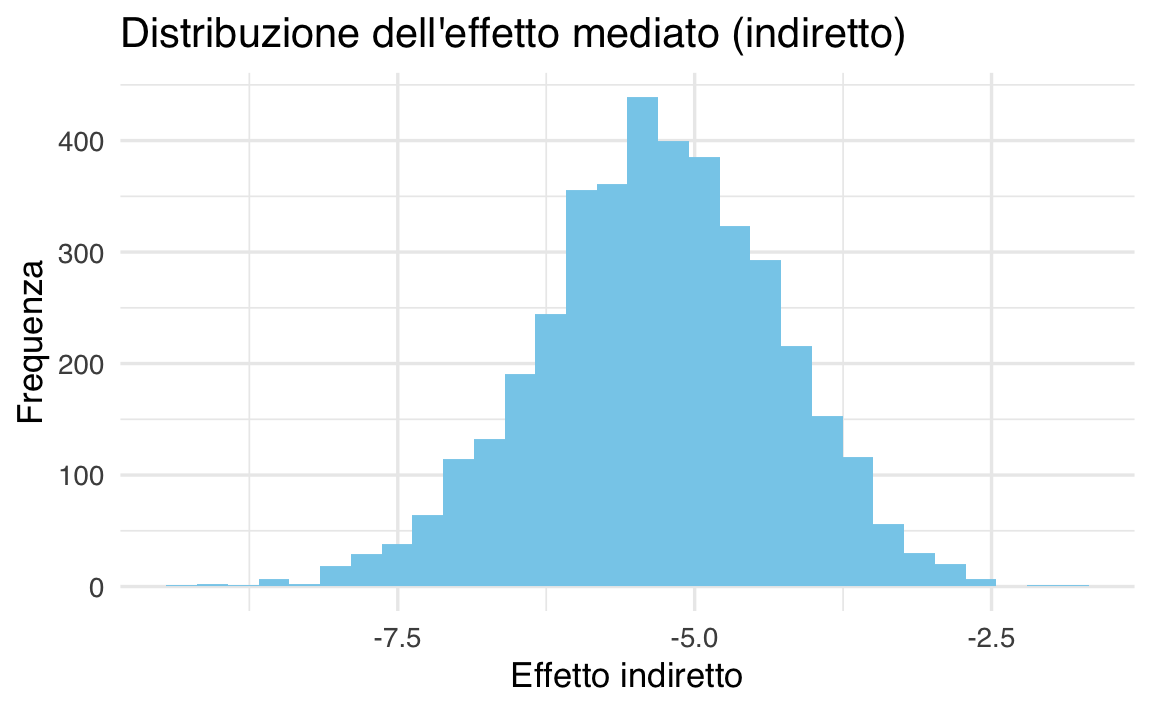 Distribuzione dell'effetto mediato (indiretto)
Frequenza
400
300
200
100
0
-7.5
-5.0
-2.5
Effetto indiretto